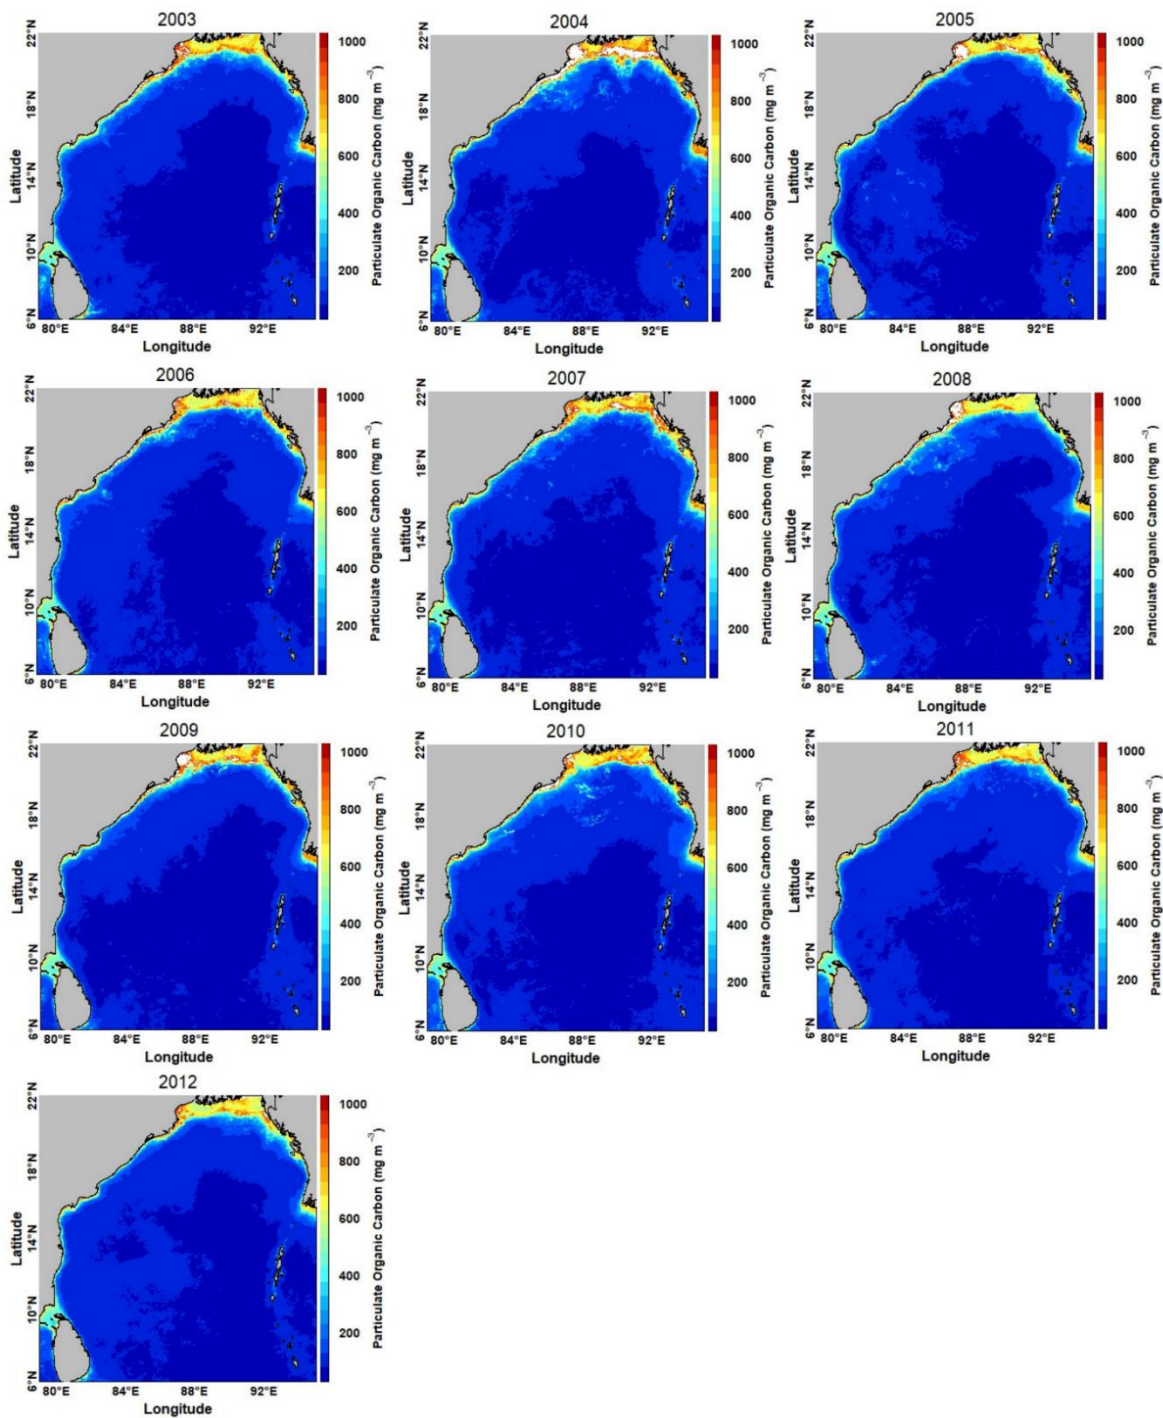 2003
2004
2005
22°N
18°N
14°N
10°N
6°N
Latitude
80°E 84°E 88°E 92°E
Longitude
1000
800
600
400
200
Particulate Organic Carbon (mg m⁻³)
22°N
18°N
14°N
10°N
6°N
Latitude
80°E 84°E 88°E 92°E
Longitude
1000
800
600
400
200
Particulate Organic Carbon (mg m⁻³)
22°N
18°N
14°N
10°N
6°N
Latitude
80°E 84°E 88°E 92°E
Longitude
1000
800
600
400
200
Particulate Organic Carbon (mg m⁻³)
2006
2007
2008
22°N
18°N
14°N
10°N
6°N
Latitude
80°E 84°E 88°E 92°E
Longitude
1000
800
600
400
200
Particulate Organic Carbon (mg m⁻³)
22°N
18°N
14°N
10°N
6°N
Latitude
80°E 84°E 88°E 92°E
Longitude
1000
800
600
400
200
Particulate Organic Carbon (mg m⁻³)
22°N
18°N
14°N
10°N
6°N
Latitude
80°E 84°E 88°E 92°E
Longitude
1000
800
600
400
200
Particulate Organic Carbon (mg m⁻³)
2009
2010
2011
22°N
18°N
14°N
10°N
6°N
Latitude
80°E 84°E 88°E 92°E
Longitude
1000
800
600
400
200
Particulate Organic Carbon (mg m⁻³)
22°N
18°N
14°N
10°N
6°N
Latitude
80°E 84°E 88°E 92°E
Longitude
1000
800
600
400
200
Particulate Organic Carbon (mg m⁻³)
22°N
18°N
14°N
10°N
6°N
Latitude
80°E 84°E 88°E 92°E
Longitude
1000
800
600
400
200
Particulate Organic Carbon (mg m⁻³)
2012
22°N
18°N
14°N
10°N
6°N
Latitude
80°E 84°E 88°E 92°E
Longitude
1000
800
600
400
200
Particulate Organic Carbon (mg m⁻³)